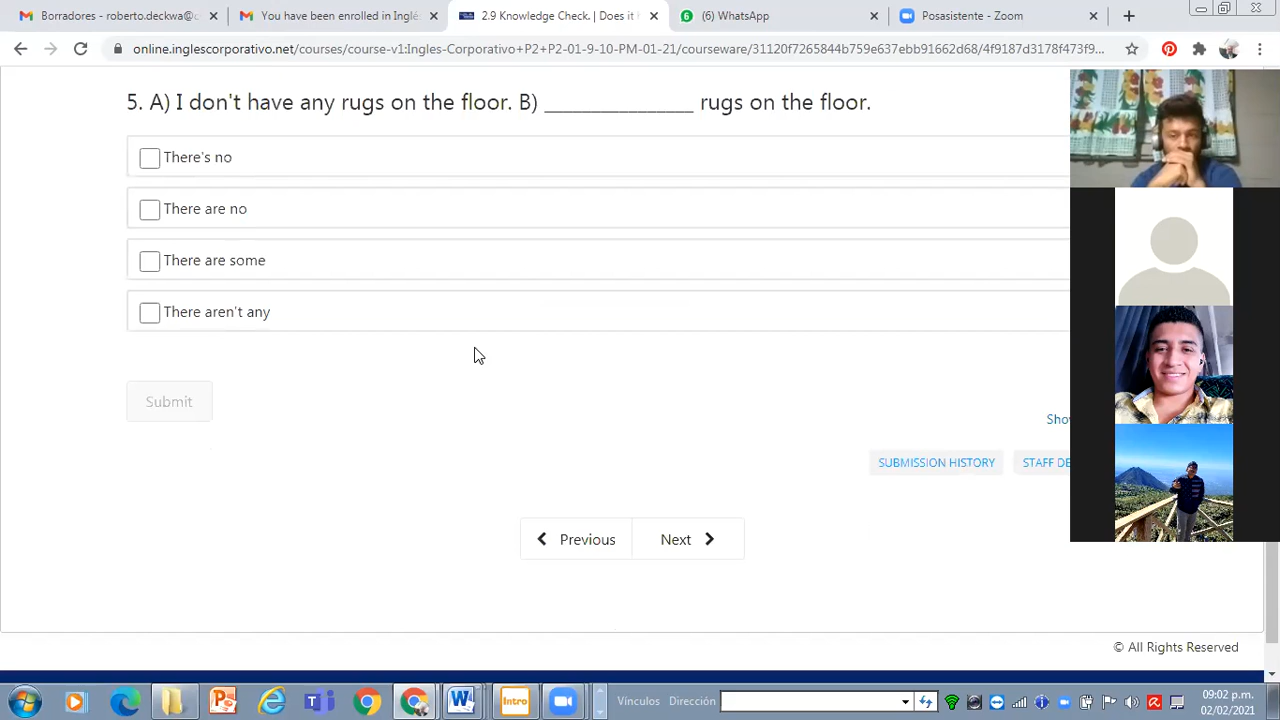 Borradores - roberto.deckwa@c
You have been enrolled in Inglé
2.9 Knowledge Check. | Does it
(6) WhatsApp
Posasistente - Zoom
online.inglescorporativo.net/courses/course-v1:Ingles-Corporativo+P2+P2-01-9-10-PM-01-21/courseware/31120f7265844b759e637ebb91662d68/4f9187d3178f473f9...
5. A) I don't have any rugs on the floor. B) ________________ rugs on the floor.
There's no
There are no
There are some
There aren't any
Submit
Sho
SUBMISSION HISTORY
STAFF DE
Previous
Next
© All Rights Reserved
Intro
Vínculos
Dirección
09:02 p.m.
02/02/2021